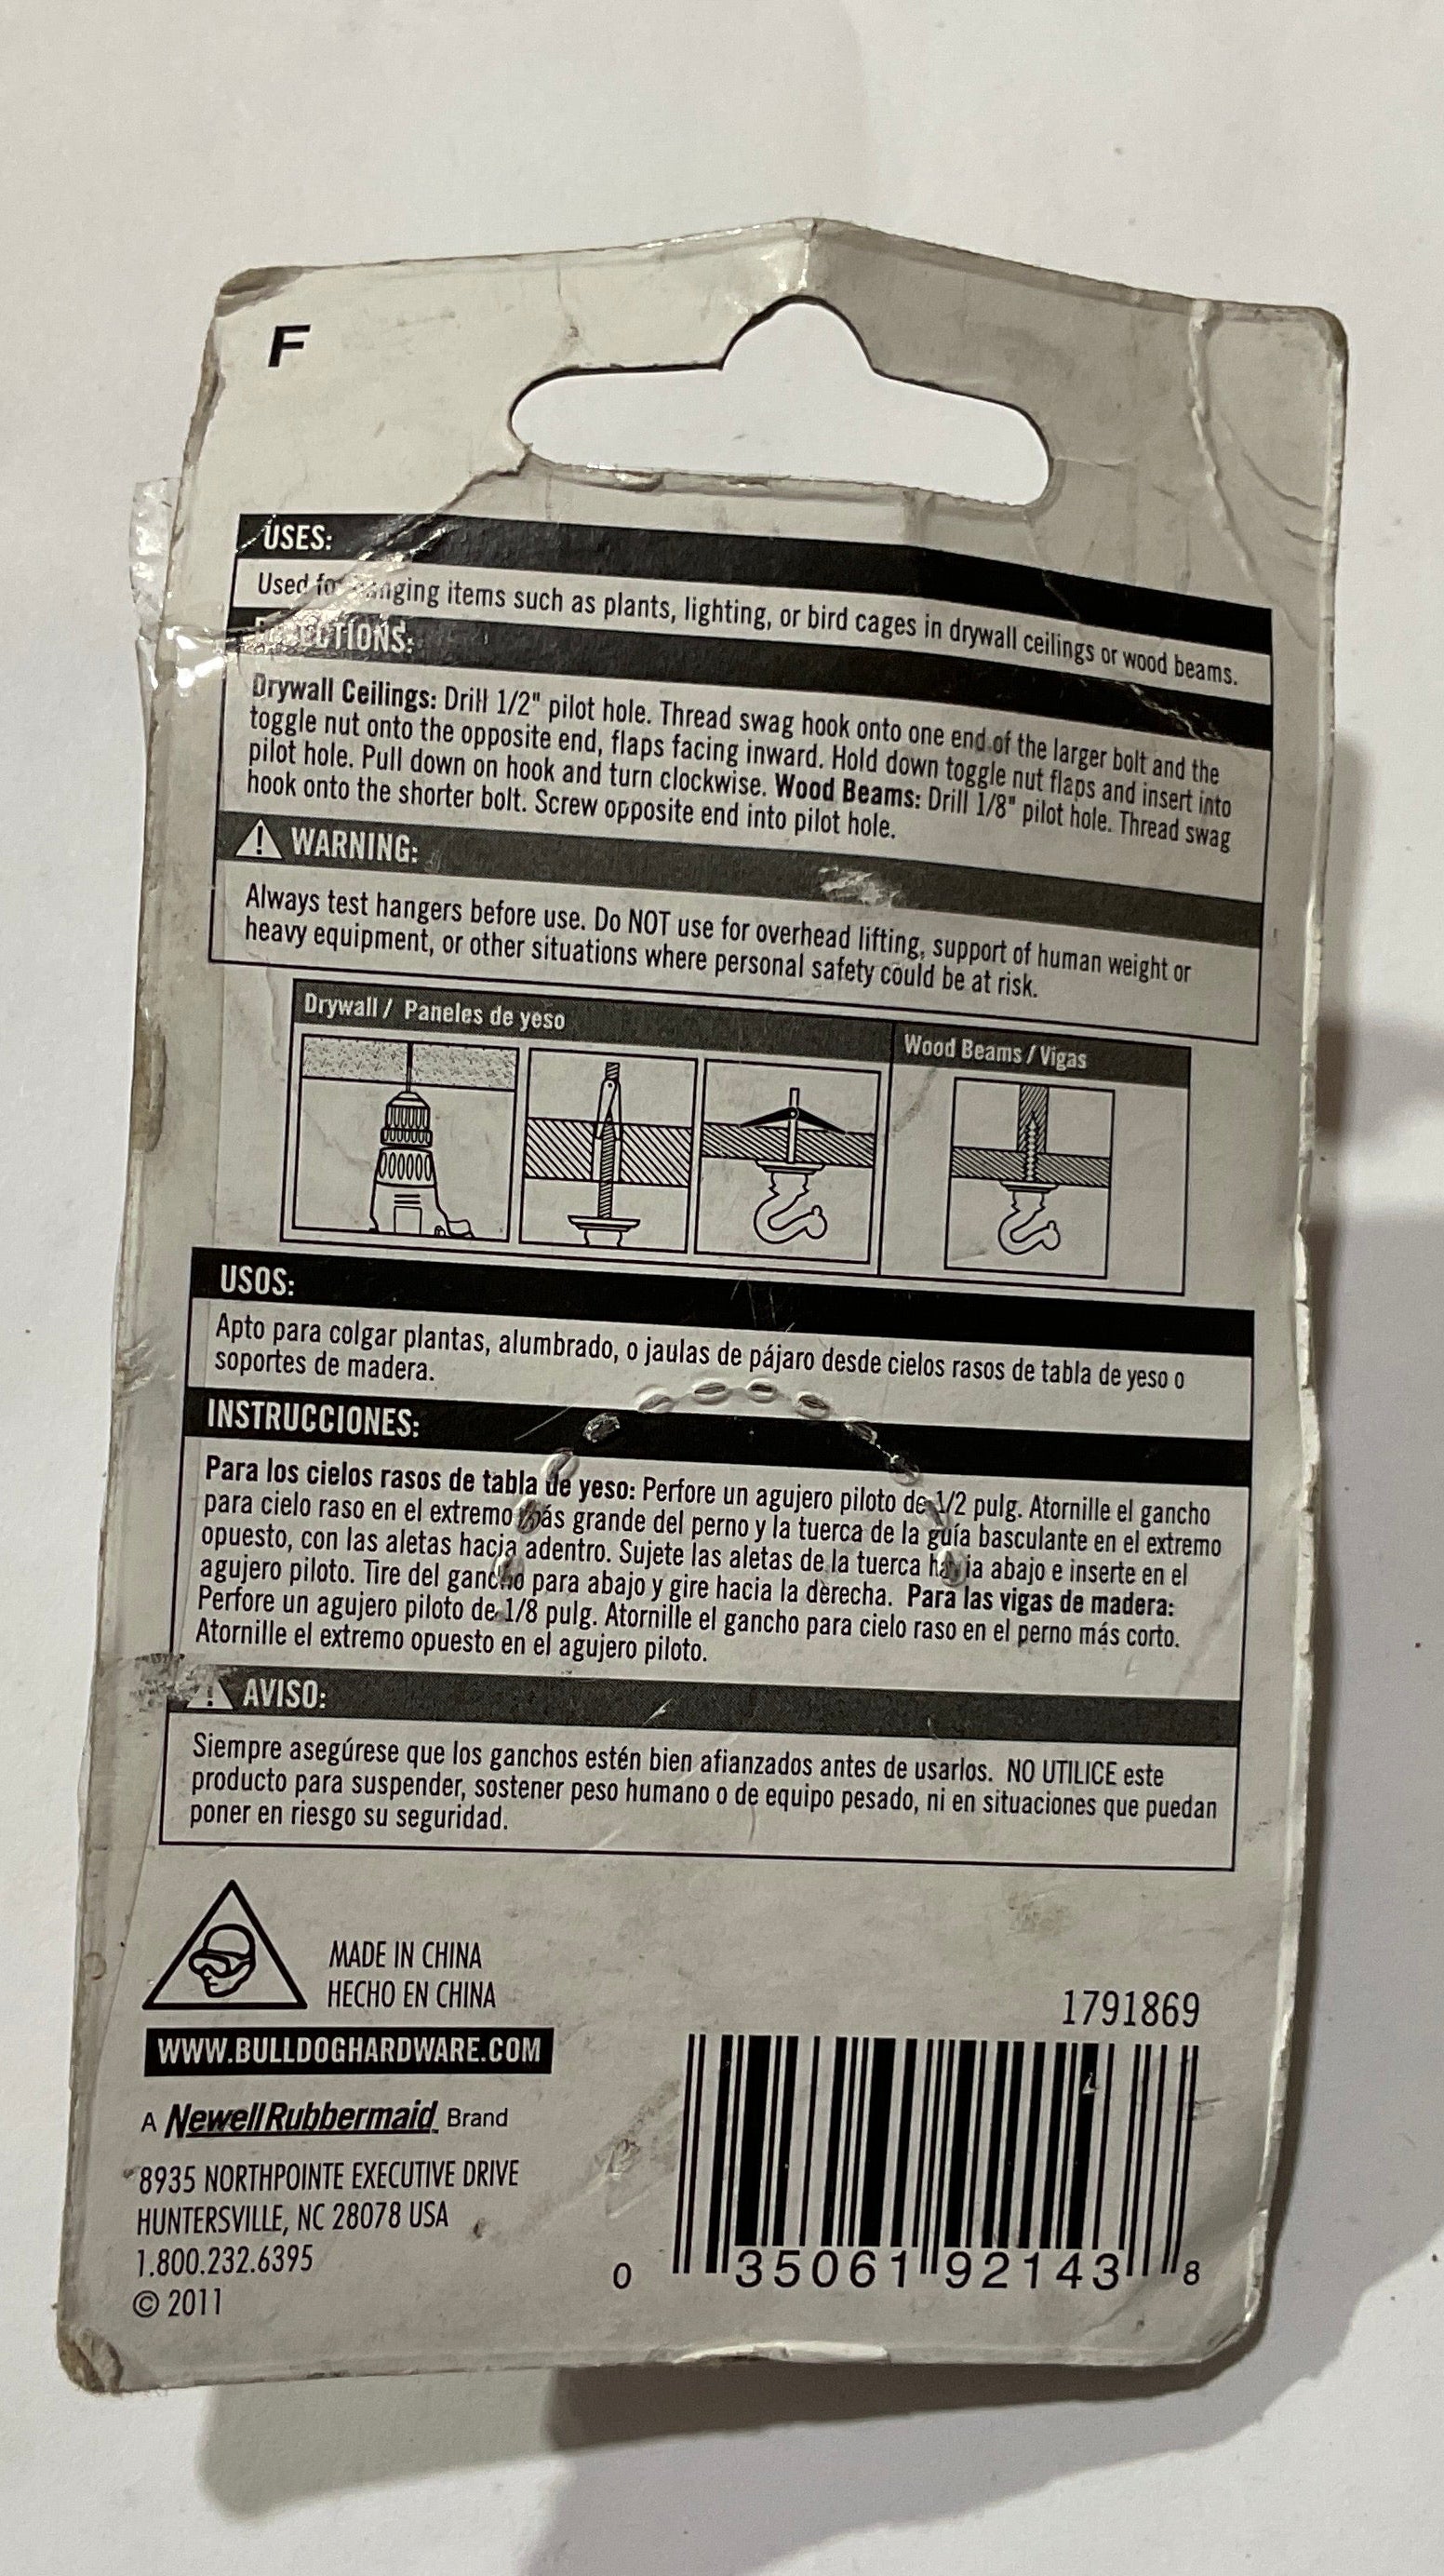 F
USES:
Used for hanging items such as plants, lighting, or bird cages in drywall ceilings or wood beams.
DIRECTIONS:
Drywall Ceilings: Drill 1/2" pilot hole. Thread swag hook onto one end of the larger bolt and the
toggle nut onto the opposite end, flaps facing inward. Hold down toggle nut flaps and insert into
pilot hole. Pull down on hook and turn clockwise. Wood Beams: Drill 1/8" pilot hole. Thread swag
hook onto the shorter bolt. Screw opposite end into pilot hole.
WARNING:
Always test hangers before use. Do NOT use for overhead lifting, support of human weight or
heavy equipment, or other situations where personal safety could be at risk.
Drywall / Paneles de yeso
Wood Beams / Vigas
USOS:
Apto para colgar plantas, alumbrado, o jaulas de pájaro desde cielos rasos de tabla de yeso o
soportes de madera.
INSTRUCCIONES:
Para los cielos rasos de tabla de yeso: Perfore un agujero piloto de 1/2 pulg. Atornille el gancho
para cielo raso en el extremo más grande del perno y la tuerca de la guía basculante en el extremo
opuesto, con las aletas hacia adentro. Sujete las aletas de la tuerca hacia abajo e inserte en el
agujero piloto. Tire del gancho para abajo y gire hacia la derecha. Para las vigas de madera:
Perfore un agujero piloto de 1/8 pulg. Atornille el gancho para cielo raso en el perno más corto.
Atornille el extremo opuesto en el agujero piloto.
AVISO:
Siempre asegúrese que los ganchos estén bien afianzados antes de usarlos. NO UTILICE este
producto para suspender, sostener peso humano o de equipo pesado, ni en situaciones que puedan
poner en riesgo su seguridad.
MADE IN CHINA
HECHO EN CHINA
WWW.BULLDOGHARDWARE.COM
A NewellRubbermaid Brand
8935 NORTHPOINTE EXECUTIVE DRIVE
HUNTERSVILLE, NC 28078 USA
1.800.232.6395
© 2011
1791869
0 35061 92143 8